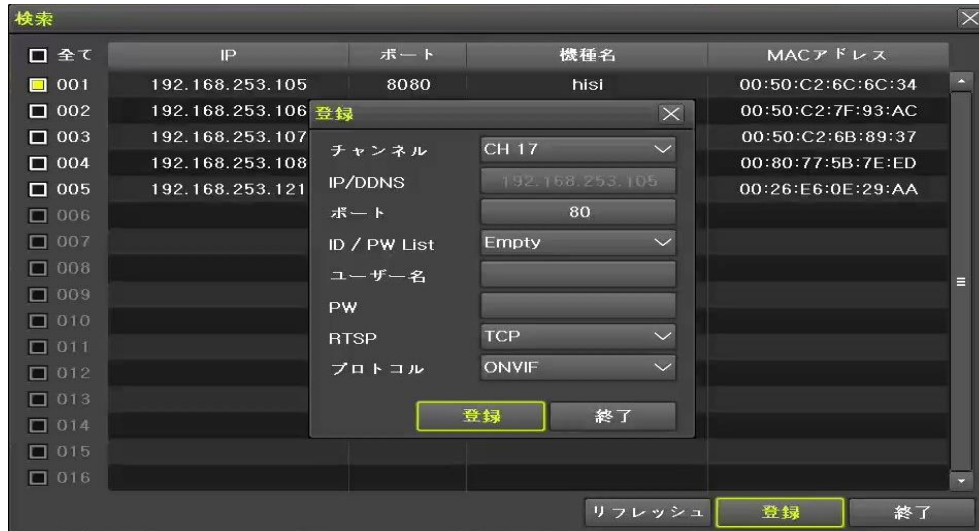 検索
全て IP ポート 機種名 MACアドレス
001 192.168.253.105 8080 hisi 00:50:C2:6C:6C:34
002 192.168.253.106 00:50:C2:7F:93:AC
003 192.168.253.107 00:50:C2:6B:89:37
004 192.168.253.108 00:80:77:5B:7E:ED
005 192.168.253.121 00:26:E6:0E:29:AA
006
007
008
009
010
011
012
013
014
015
016
登録
チャンネル CH 17
IP/DDNS 192.168.253.105
ポート 80
ID / PW List Empty
ユーザー名
PW
RTSP TCP
プロトコル ONVIF
登録 終了
リフレッシュ 登録 終了